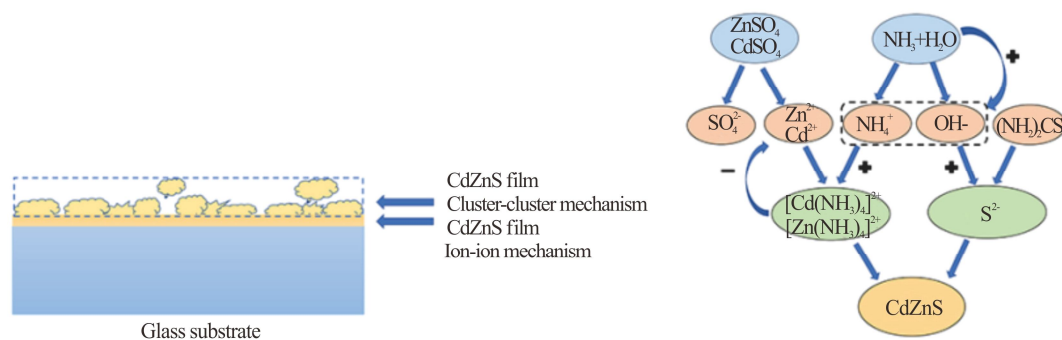 CdZnS film
Cluster-cluster mechanism
CdZnS film
Ion-ion mechanism
Glass substrate
ZnSO₄
CdSO₄
NH₃+H₂O
+
SO₄²⁻
Zn²⁺
Cd²⁺
NH₄⁺
OH-
(NH₂)₂CS
−
+
+
[Cd(NH₃)₄]²⁺
[Zn(NH₃)₄]²⁺
S²⁻
CdZnS